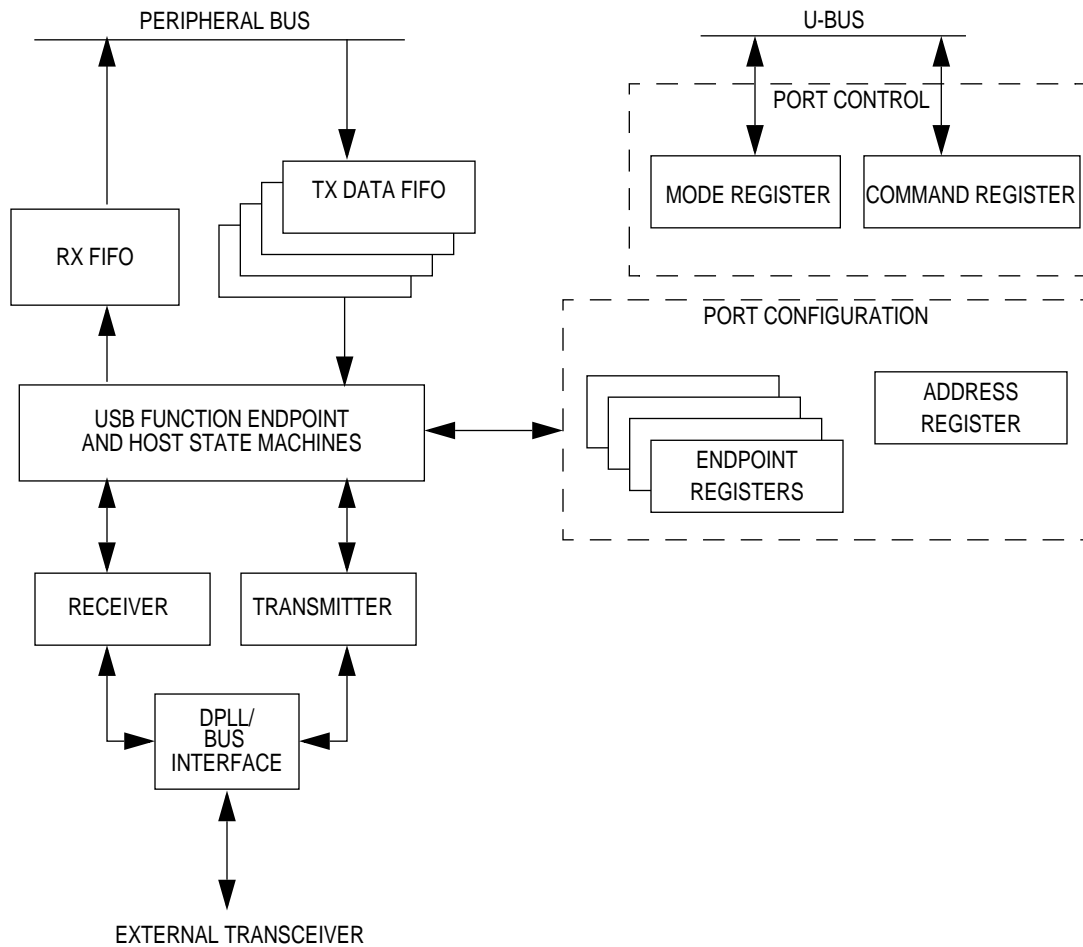 PERIPHERAL BUS
U-BUS
PORT CONTROL
TX DATA FIFO
MODE REGISTER
COMMAND REGISTER
RX FIFO
PORT CONFIGURATION
USB FUNCTION ENDPOINT
AND HOST STATE MACHINES
ADDRESS
REGISTER
ENDPOINT
REGISTERS
RECEIVER
TRANSMITTER
DPLL/
BUS
INTERFACE
EXTERNAL TRANSCEIVER